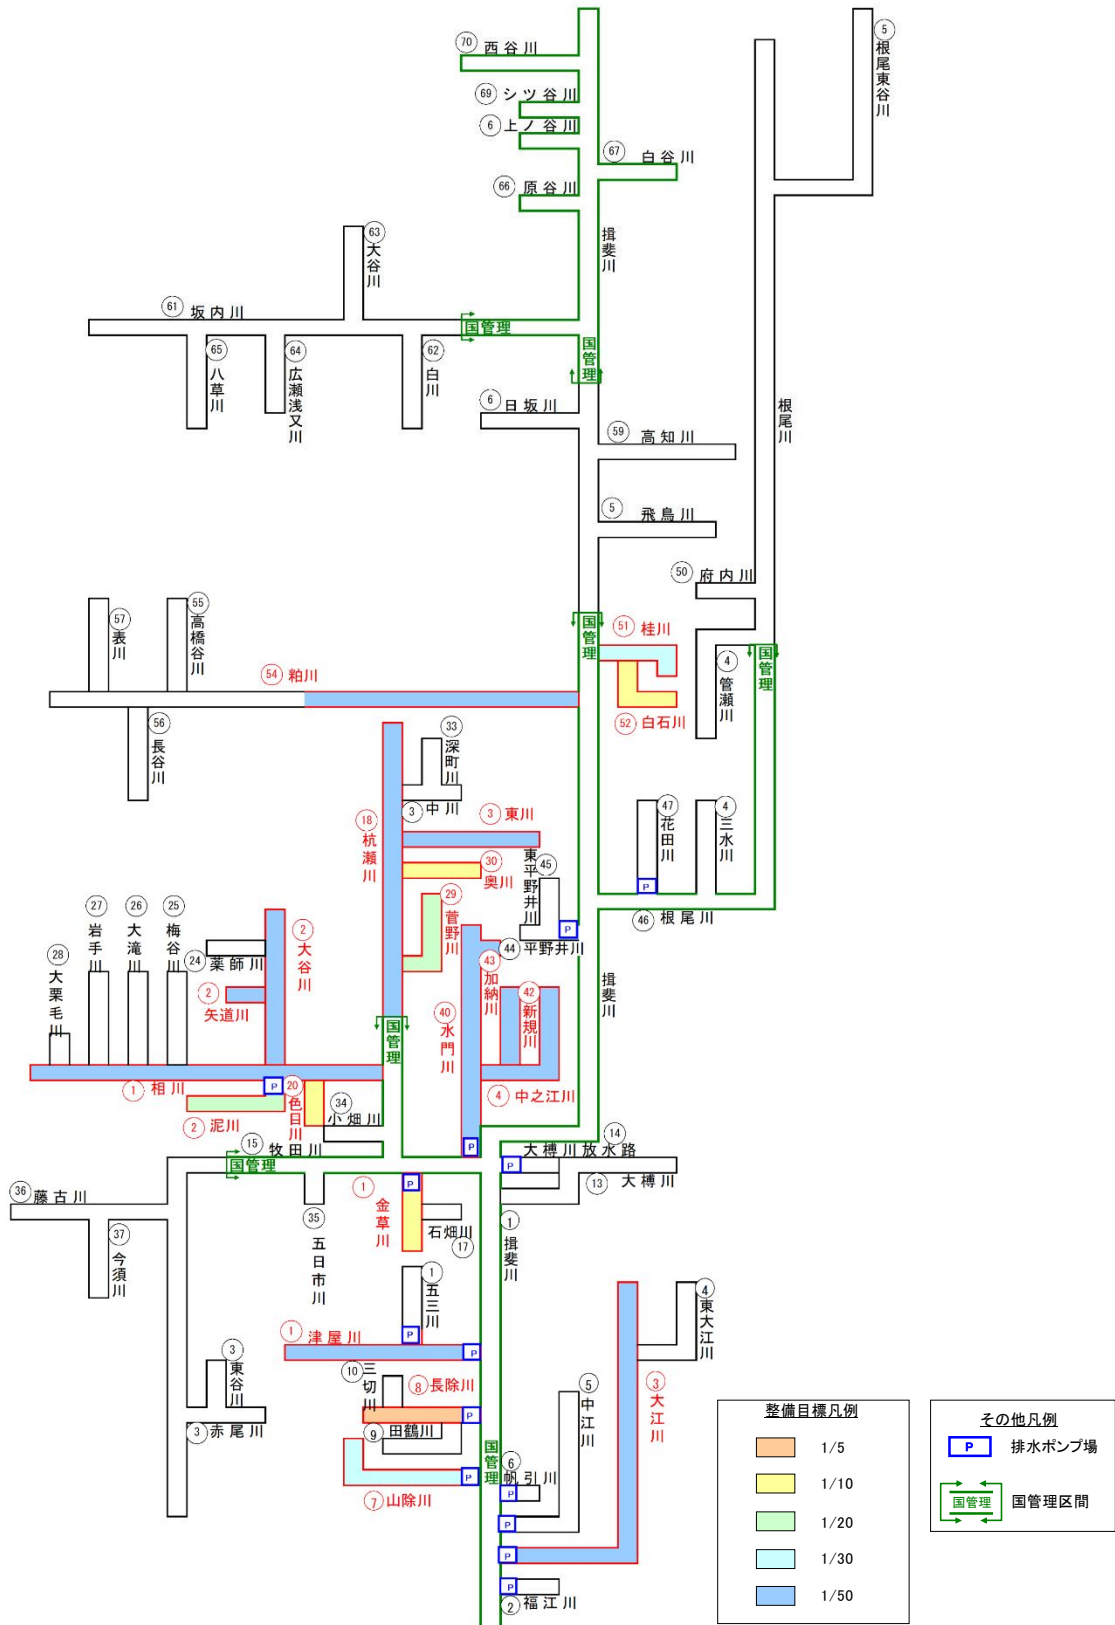 70 西谷川
69 シツ谷川
6 上ノ谷川
67 白谷川
66 原谷川
5 根尾東谷川
揖斐川
63 大谷川
61 坂内川
国管理
国管理
65 八草川
64 広瀬浅又川
62 白川
6 日坂川
59 高知川
根尾川
5 飛鳥川
50 府内川
57 表川
55 高橋谷川
国管理
51 桂川
4 管瀬川
国管理
54 粕川
52 白石川
56 長谷川
33 深町川
3 中川
18 杭瀬川
3 東川
47 花田川
4 三水川
30 奥川
東平野井川 45
P
P
46 根尾川
29 菅野川
44 平野井川
27 岩手川
26 大滝川
25 梅谷川
24 薬師川
2 大谷川
28 大栗毛川
2 矢道川
43 加納川
42 新規川
40 水門川
揖斐川
国管理
1 相川
P
20 色目川
4 中之江川
2 泥川
34 小畑川
15 牧田川
国管理
P
14 大榑川放水路
P
13 大榑川
36 藤古川
37 今須川
35 五日市川
1 金草川
P
石畑川
17
1 揖斐川
1 五三川
P
4 東大江川
1 津屋川
P
3 東谷川
10 三切川
8 長除川
P
5 中江川
3 大江川
3 赤尾川
9 田鶴川
国管理
6 帆引川
P
7 山除川
P
P
P
P
2 福江川
整備目標凡例
1/5
1/10
1/20
1/30
1/50
その他凡例
P 排水ポンプ場
国管理 国管理区間